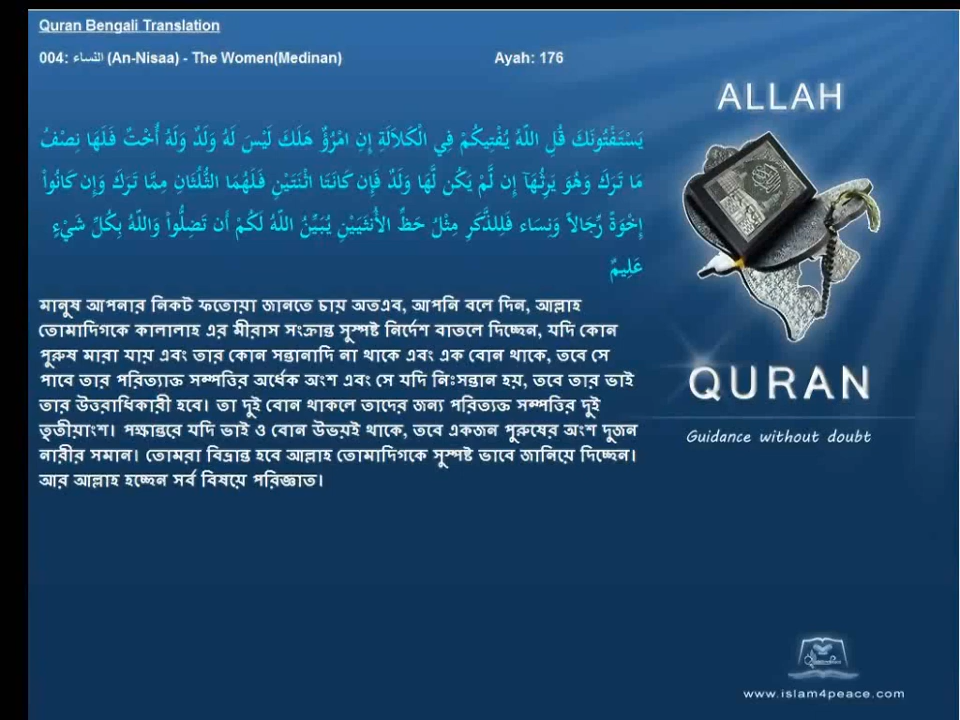 Quran Bengali Translation
004: النساء (An-Nisaa) - The Women(Medinan)
Ayah: 176
يَسْتَفْتُونَكَ قُلِ اللّهُ يُفْتِيكُمْ فِي الْكَلاَلَةِ إِنِ امْرُؤٌ هَلَكَ لَيْسَ لَهُ وَلَدٌ وَلَهُ أُخْتٌ فَلَهَا نِصْفُ
مَا تَرَكَ وَهُوَ يَرِثُهَآ إِن لَّمْ يَكُن لَّهَا وَلَدٌ فَإِن كَانَتَا اثْنَتَيْنِ فَلَهُمَا الثُّلُثَانِ مِمَّا تَرَكَ وَإِن كَانُواْ
إِخْوَةً رِّجَالاً وَنِسَاء فَلِلذَّكَرِ مِثْلُ حَظِّ الأُنثَيَيْنِ يُبَيِّنُ اللّهُ لَكُمْ أَن تَضِلُّواْ وَاللّهُ بِكُلِّ شَيْءٍ
عَلِيمٌ
মানুষ আপনার নিকট ফতোয়া জানতে চায় অতএব, আপনি বলে দিন, আল্লাহ
তোমাদিগকে কালালাহ এর মীরাস সংক্রান্ত সুস্পষ্ট নির্দেশ বাতলে দিচ্ছেন, যদি কোন
পুরুষ মারা যায় এবং তার কোন সন্তানাদি না থাকে এবং এক বোন থাকে, তবে সে
পাবে তার পরিত্যাক্ত সম্পত্তির অর্ধেক অংশ এবং সে যদি নিঃসন্তান হয়, তবে তার ভাই
তার উত্তরাধিকারী হবে। তা দুই বোন থাকলে তাদের জন্য পরিত্যক্ত সম্পত্তির দুই
তৃতীয়াংশ। পক্ষান্তরে যদি ভাই ও বোন উভয়ই থাকে, তবে একজন পুরুষের অংশ দুজন
নারীর সমান। তোমরা বিভ্রান্ত হবে আল্লাহ তোমাদিগকে সুস্পষ্ট ভাবে জানিয়ে দিচ্ছেন।
আর আল্লাহ হচ্ছেন সর্ব বিষয়ে পরিজ্ঞাত।
ALLAH
QURAN
Guidance without doubt
www.islam4peace.com